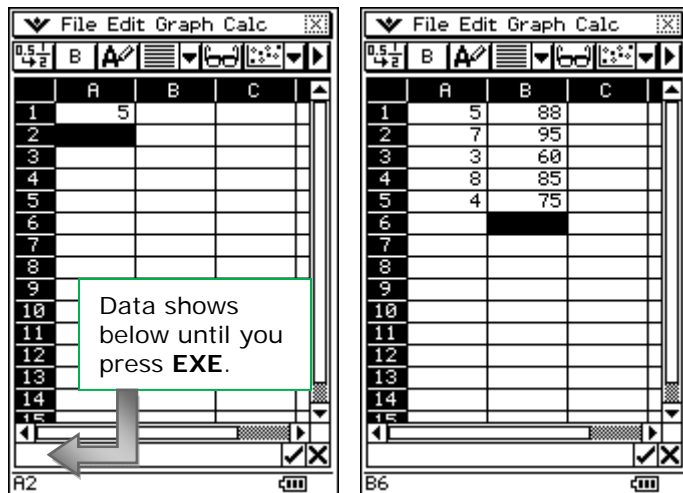 File Edit Graph Calc
0.5 1/2 B A
A B C
1 5
2
3
4
5
6
7
8
9
10
11
12
13
14
15
Data shows
below until you
press EXE.
A2
File Edit Graph Calc
0.5 1/2 B A
A B C
1 5 88
2 7 95
3 3 60
4 8 85
5 4 75
6
7
8
9
10
11
12
13
14
15
B6